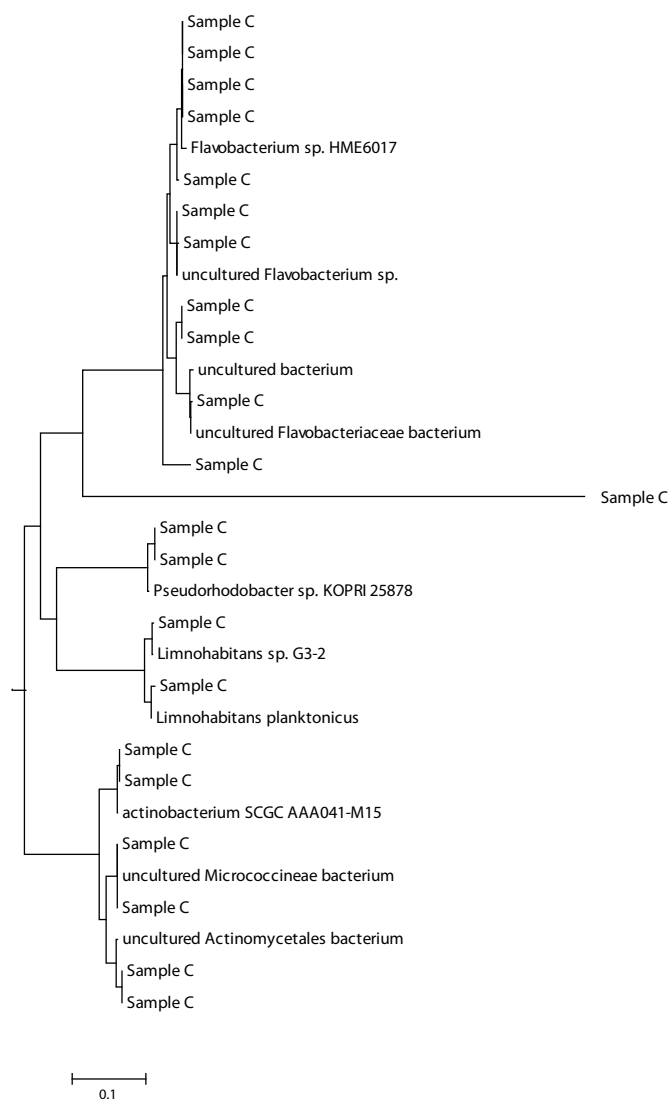 Sample C
Sample C
Sample C
Sample C
Flavobacterium sp. HME6017
Sample C
Sample C
Sample C
uncultured Flavobacterium sp.
Sample C
Sample C
uncultured bacterium
Sample C
uncultured Flavobacteriaceae bacterium
Sample C
Sample C
Sample C
Sample C
Pseudorhodobacter sp. KOPRI 25878
Sample C
Limnohabitans sp. G3-2
Sample C
Limnohabitans planktonicus
Sample C
Sample C
actinobacterium SCGC AAA041-M15
Sample C
uncultured Micrococcineae bacterium
Sample C
uncultured Actinomycetales bacterium
Sample C
Sample C
0.1